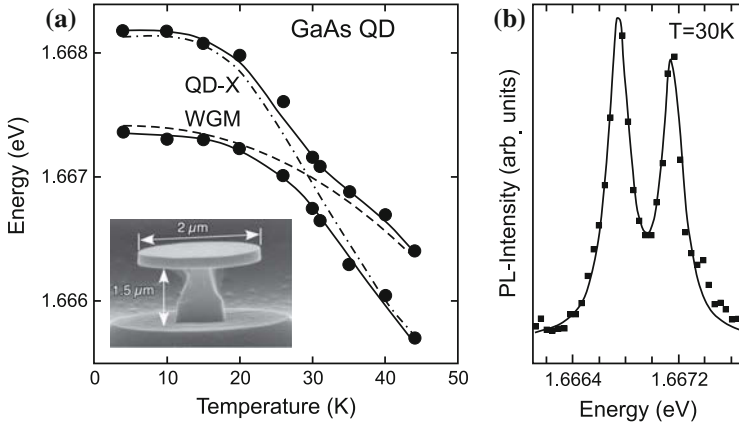 (a)
GaAs QD
1.668
1.667
1.666
Energy (eV)
QD-X
WGM
2 µm
1.5 µm
0 10 20 30 40 50
Temperature (K)
(b)
T=30K
PL-Intensity (arb. units)
1.6664 1.6672
Energy (eV)